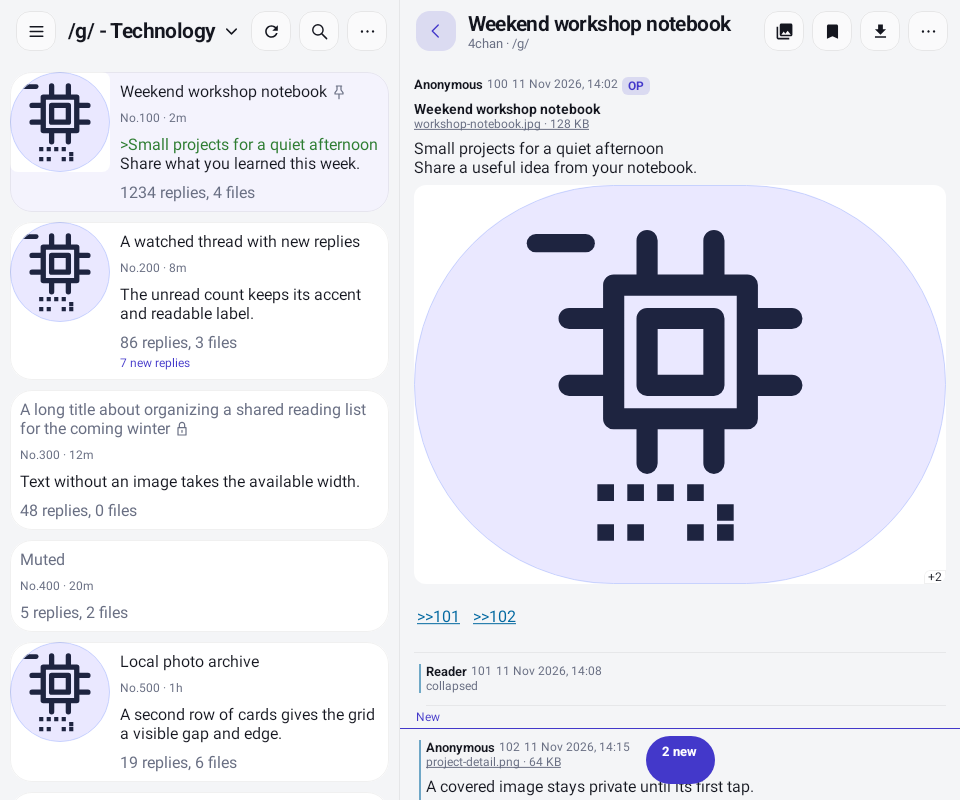 /g/ - Technology
Weekend workshop notebook
No.100 · 2m
>Small projects for a quiet afternoon
Share what you learned this week.
1234 replies, 4 files
A watched thread with new replies
No.200 · 8m
The unread count keeps its accent
and readable label.
86 replies, 3 files
7 new replies
A long title about organizing a shared reading list
for the coming winter
No.300 · 12m
Text without an image takes the available width.
48 replies, 0 files
Muted
No.400 · 20m
5 replies, 2 files
Local photo archive
No.500 · 1h
A second row of cards gives the grid
a visible gap and edge.
19 replies, 6 files
Weekend workshop notebook
4chan · /g/
Anonymous 100 11 Nov 2026, 14:02 OP
Weekend workshop notebook
workshop-notebook.jpg · 128 KB
Small projects for a quiet afternoon
Share a useful idea from your notebook.
+2
>>101 >>102
Reader 101 11 Nov 2026, 14:08
collapsed
New
Anonymous 102 11 Nov 2026, 14:15
project-detail.png · 64 KB
2 new
A covered image stays private until its first tap.